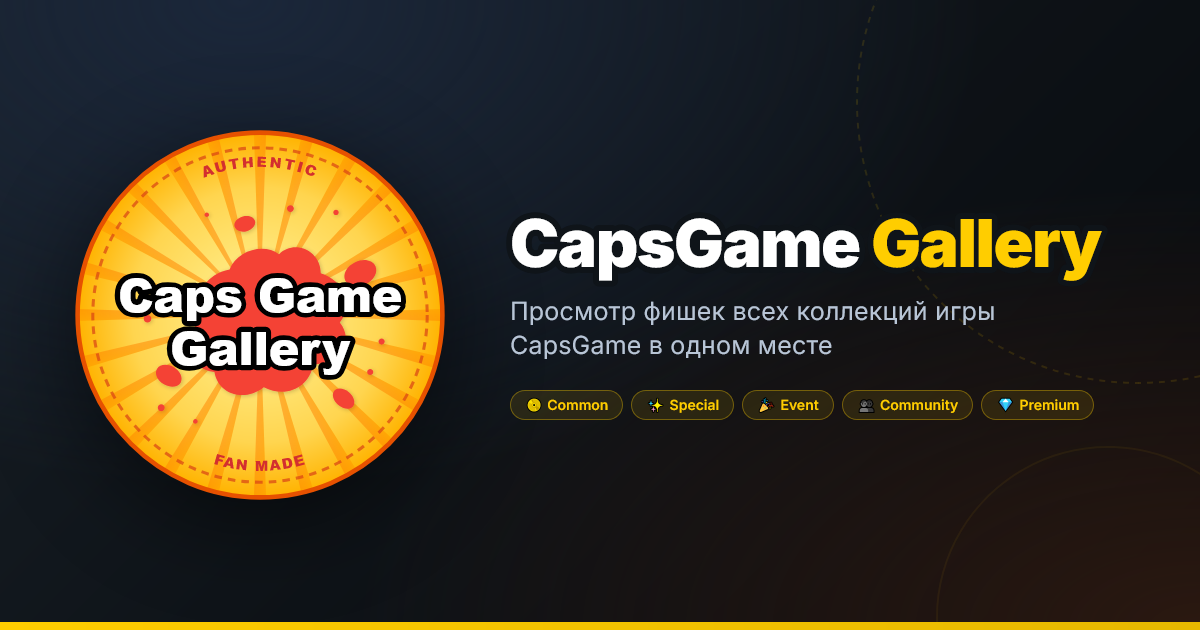 AUTHENTIC
Caps Game
Gallery
FAN MADE
CapsGame Gallery
Просмотр фишек всех коллекций игры
CapsGame в одном месте
Common
Special
Event
Community
Premium